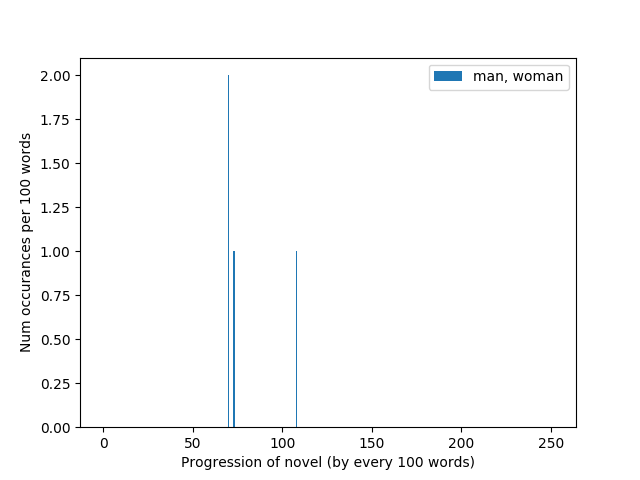 man, woman
2.00
1.75
1.50
1.25
1.00
0.75
0.50
0.25
0.00
Num occurances per 100 words
0 50 100 150 200 250
Progression of novel (by every 100 words)